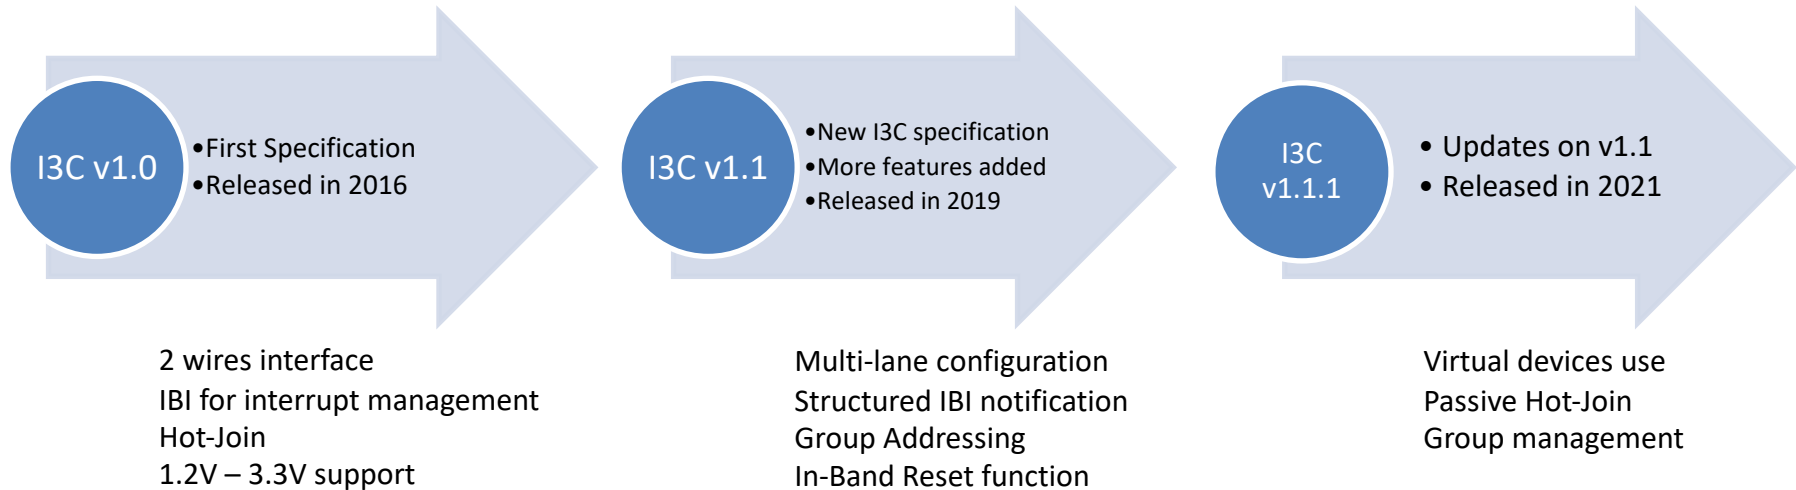 I3C v1.0
•First Specification
•Released in 2016
2 wires interface
IBI for interrupt management
Hot-Join
1.2V – 3.3V support
I3C v1.1
•New I3C specification
•More features added
•Released in 2019
Multi-lane configuration
Structured IBI notification
Group Addressing
In-Band Reset function
I3C
v1.1.1
• Updates on v1.1
• Released in 2021
Virtual devices use
Passive Hot-Join
Group management